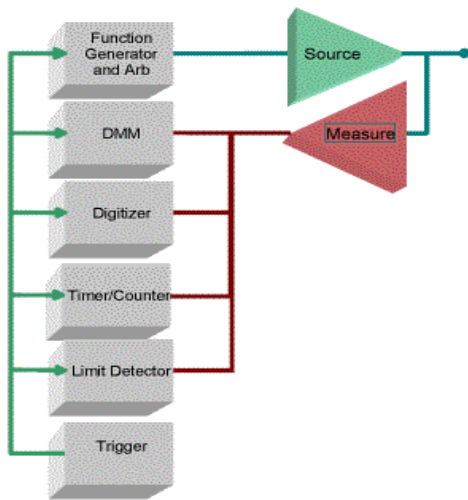 Function
Generator
and Arb
Source
DMM
Measure
Digitizer
Timer/Counter
Limit Detector
Trigger